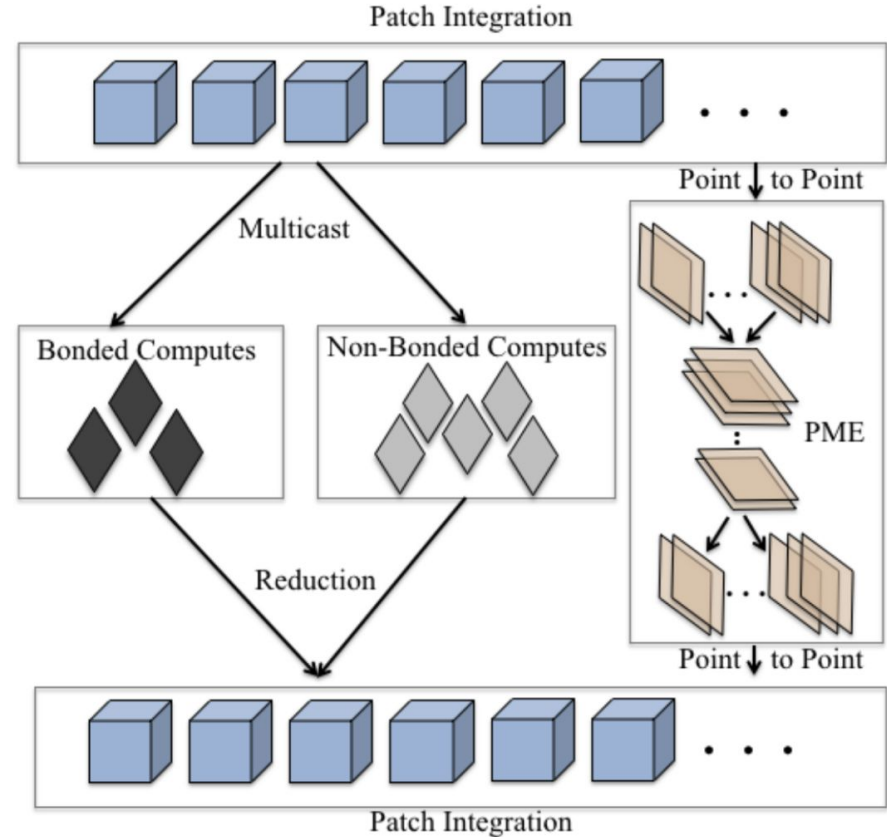 Patch Integration
Point to Point
Multicast
Bonded Computes
Non-Bonded Computes
PME
Reduction
Point to Point
Patch Integration